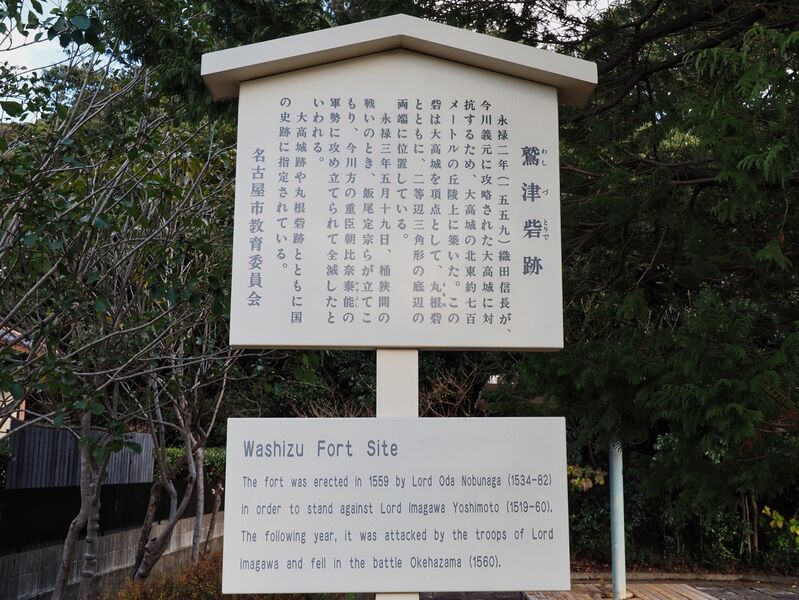 鷲津砦跡
わしづとりで
永禄二年(一五五九)織田信長が、
今川義元に攻略された大高城に対
抗するため、大高城の北東約七百
メートルの丘陵上に築いた。この
砦は大高城を頂点として、丸根砦
まるね
とともに、二等辺三角形の底辺の
両端に位置している。
永禄三年五月十九日、桶狭間の
戦いのとき、飯尾定宗らが立てこ
もり、今川方の重臣朝比奈泰能の
やすよし
軍勢に攻め立てられて全滅したと
いわれる。
大高城跡や丸根砦跡とともに国
の史跡に指定されている。
名古屋市教育委員会
Washizu Fort Site
The fort was erected in 1559 by Lord Oda Nobunaga (1534-82)
in order to stand against Lord Imagawa Yoshimoto (1519-60).
The following year, it was attacked by the troops of Lord
Imagawa and fell in the battle Okehazama (1560).